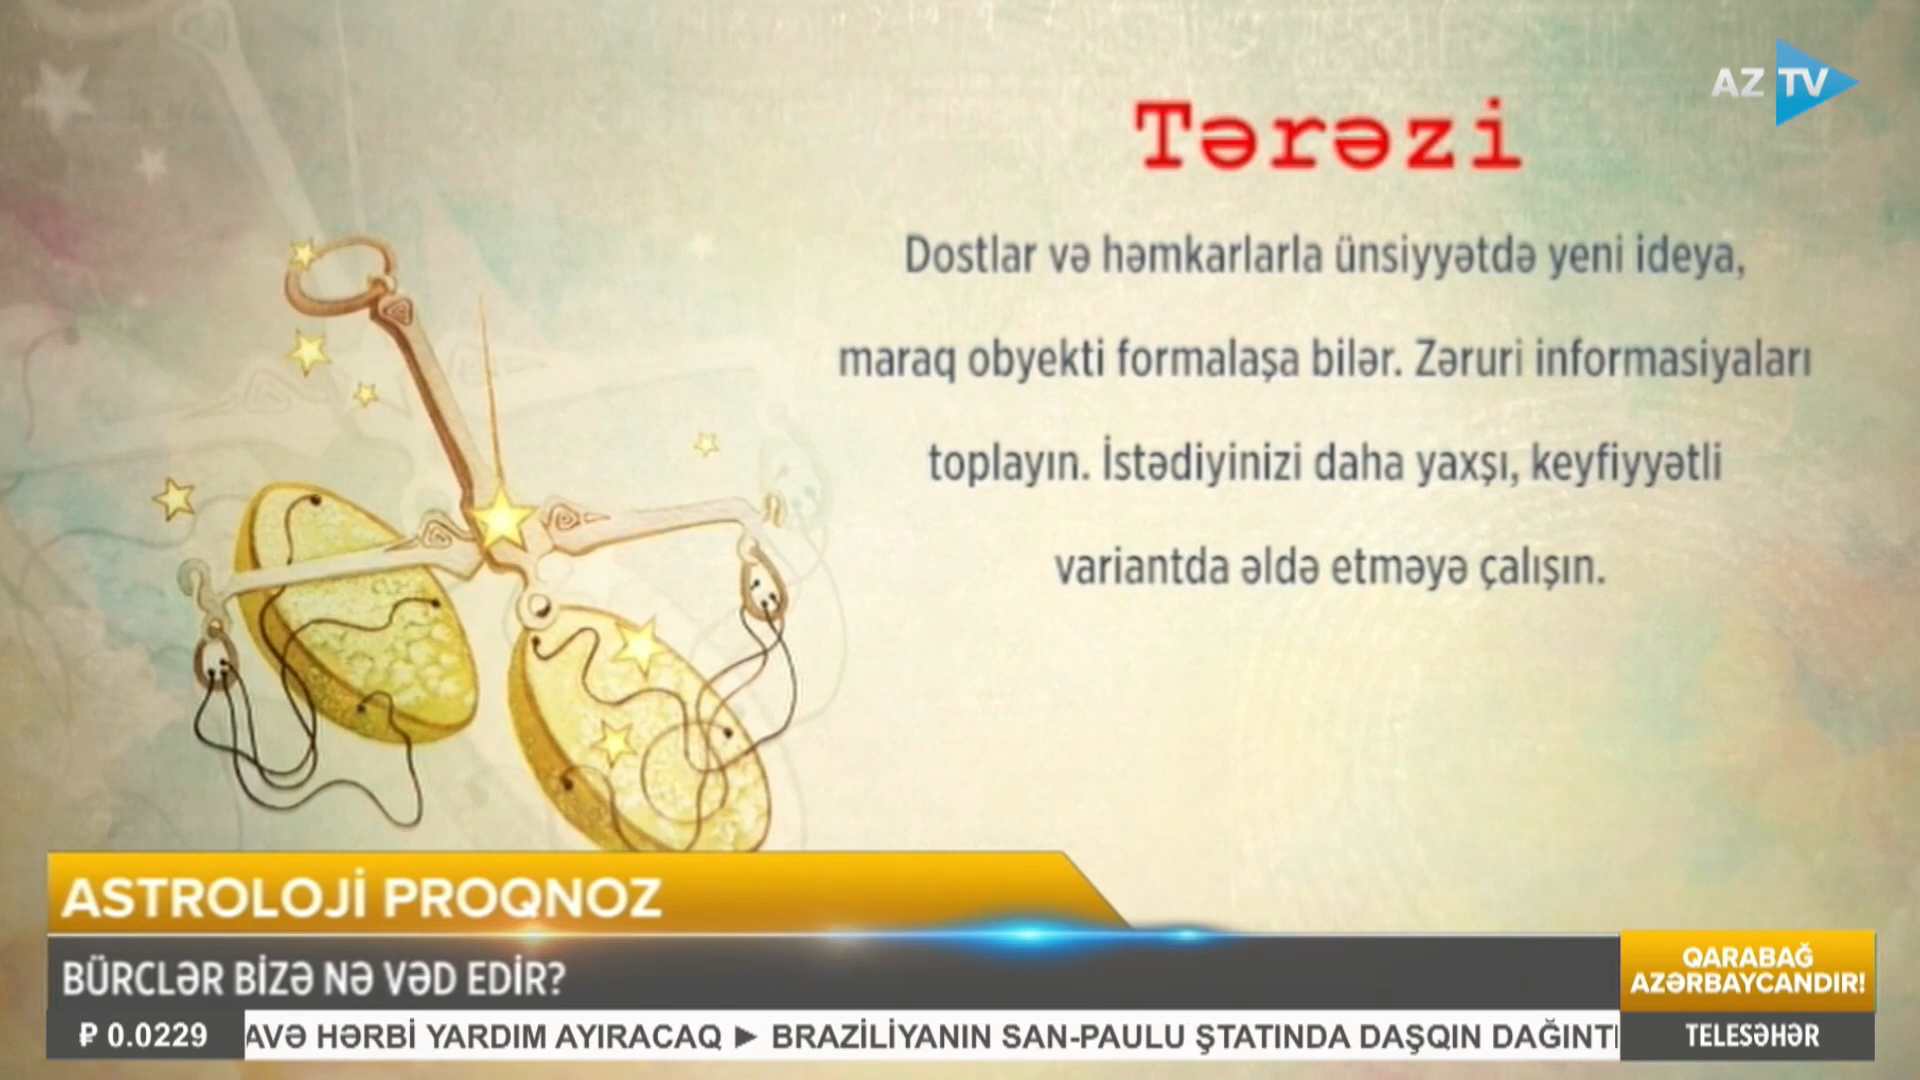 AZ TV
Tərəzi
Dostlar və həmkarlarla ünsiyyətdə yeni ideya,
maraq obyekti formalaşa bilər. Zəruri informasiyaları
toplayın. İstədiyinizi daha yaxşı, keyfiyyətli
variantda əldə etməyə çalışın.
ASTROLOJİ PROQNOZ
BÜRCLƏR BİZƏ NƏ VƏD EDİR?
QARABAĞ
AZƏRBAYCANDIR!
₽ 0.0229
AVƏ HƏRBİ YARDIM AYIRACAQ ► BRAZİLİYANIN SAN-PAULU ŞTATINDA DAŞQIN DAĞINTI
TELESƏHƏR